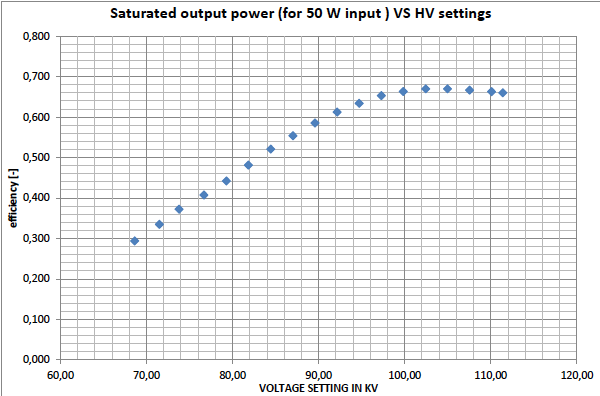 Saturated output power (for 50 W input ) VS HV settings
0,800
0,700
0,600
0,500
0,400
0,300
0,200
0,100
0,000
efficiency [-]
60,00 70,00 80,00 90,00 100,00 110,00 120,00
VOLTAGE SETTING IN KV